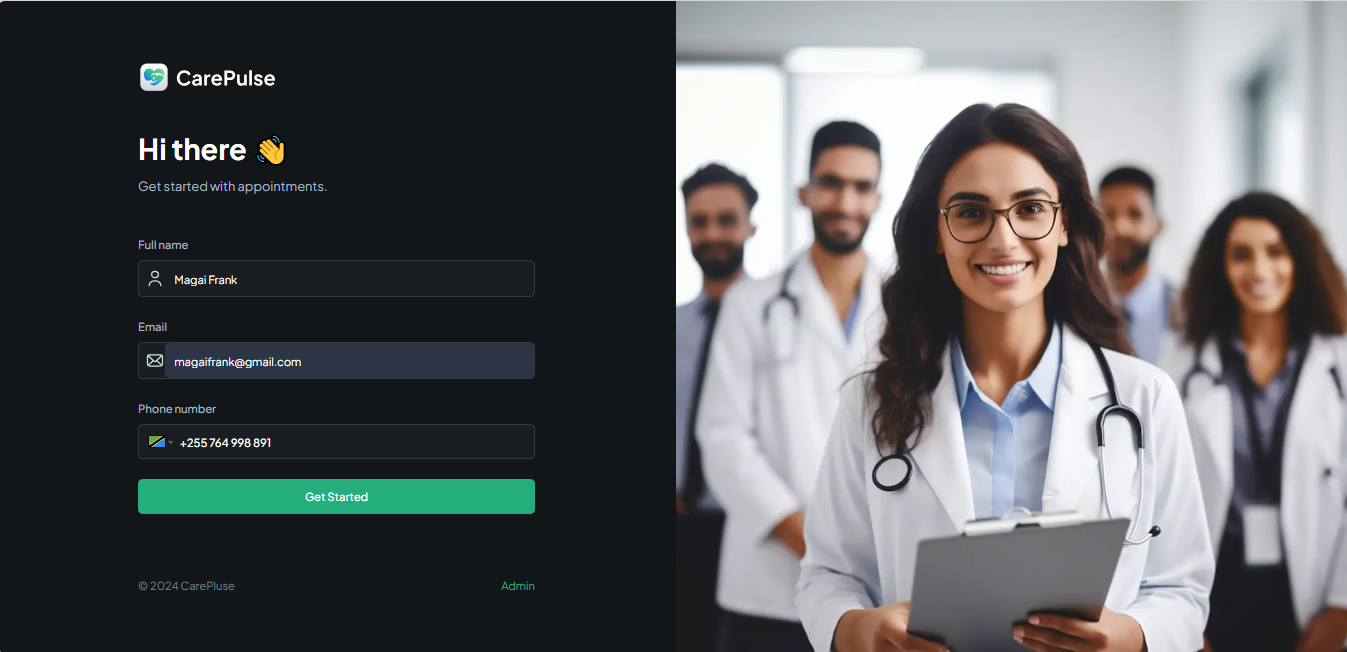 CarePulse
Hi there 👋
Get started with appointments.
Full name
Magai Frank
Email
magaifrank@gmail.com
Phone number
+255 764 998 891
Get Started
© 2024 CarePluse
Admin